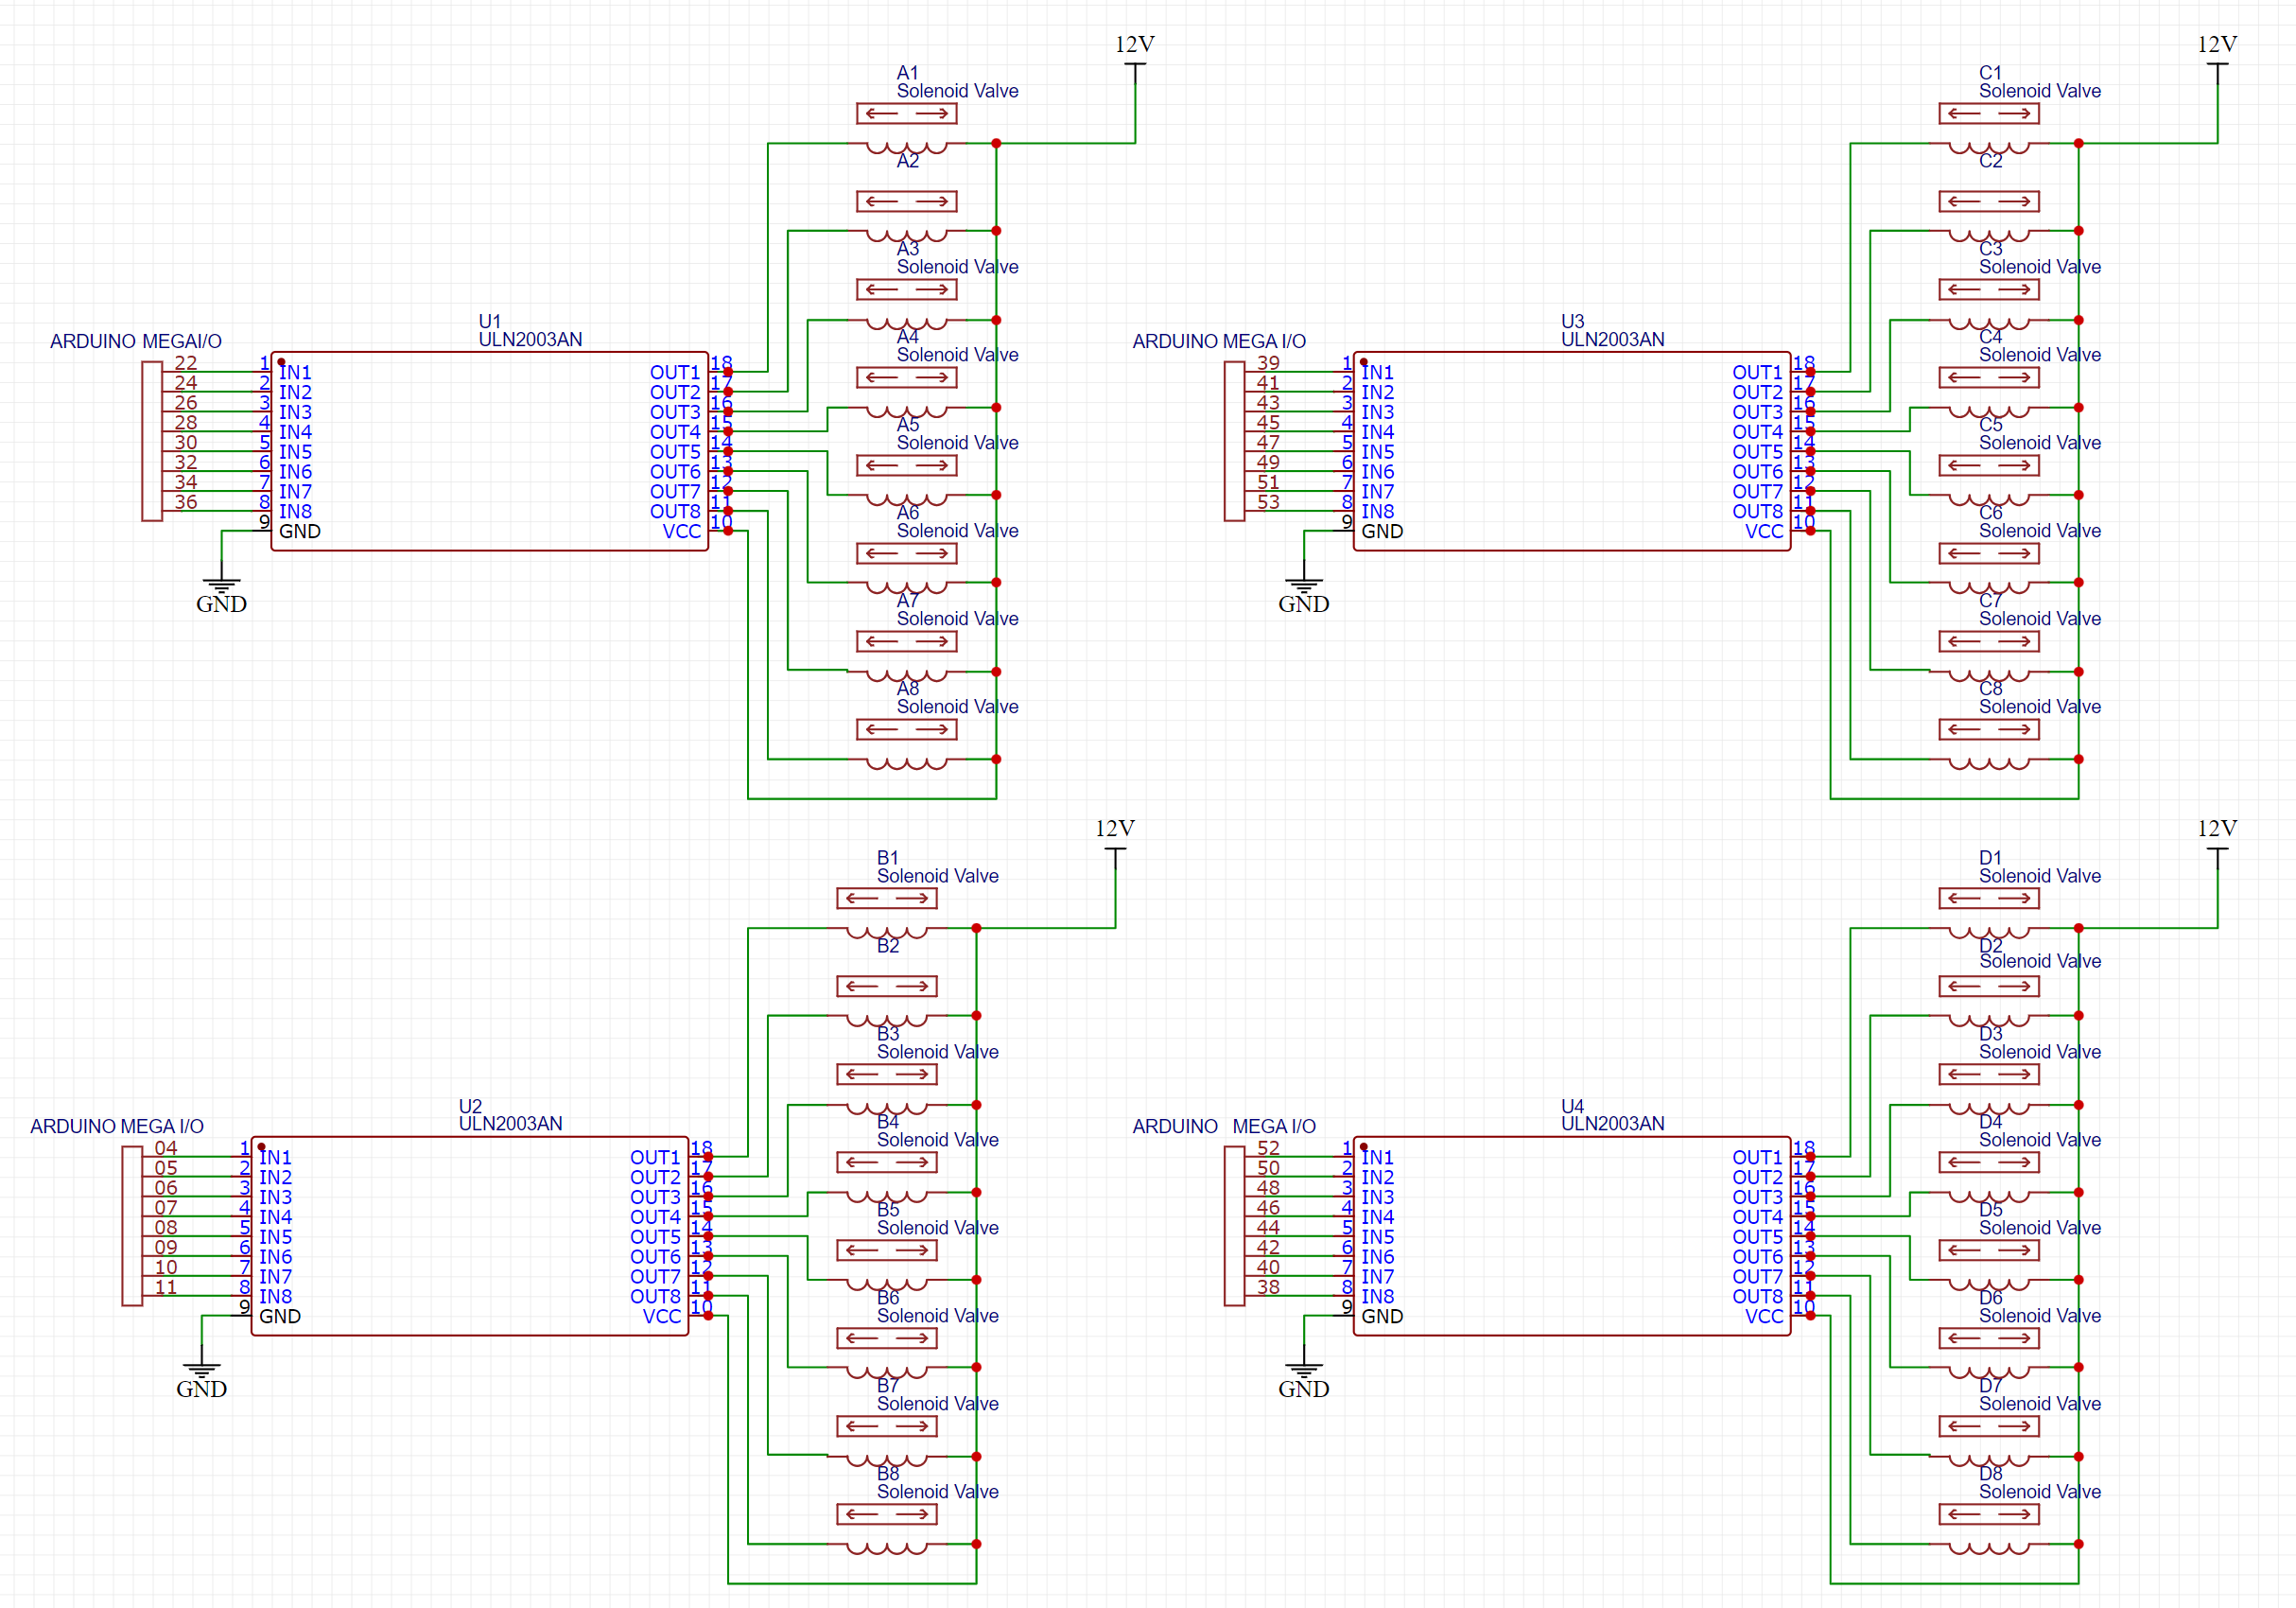 12V
A1
Solenoid Valve
A2
A3
Solenoid Valve
A4
Solenoid Valve
A5
Solenoid Valve
A6
Solenoid Valve
A7
Solenoid Valve
A8
Solenoid Valve
U1
ULN2003AN
ARDUINO MEGAI/O
22 1 IN1 OUT1 18
24 2 IN2 OUT2 17
26 3 IN3 OUT3 16
28 4 IN4 OUT4 15
30 5 IN5 OUT5 14
32 6 IN6 OUT6 13
34 7 IN7 OUT7 12
36 8 IN8 OUT8 11
9 GND VCC 10
GND
12V
C1
Solenoid Valve
C2
C3
Solenoid Valve
C4
Solenoid Valve
C5
Solenoid Valve
C6
Solenoid Valve
C7
Solenoid Valve
C8
Solenoid Valve
U3
ULN2003AN
ARDUINO MEGA I/O
39 1 IN1 OUT1 18
41 2 IN2 OUT2 17
43 3 IN3 OUT3 16
45 4 IN4 OUT4 15
47 5 IN5 OUT5 14
49 6 IN6 OUT6 13
51 7 IN7 OUT7 12
53 8 IN8 OUT8 11
9 GND VCC 10
GND
12V
B1
Solenoid Valve
B2
B3
Solenoid Valve
B4
Solenoid Valve
B5
Solenoid Valve
B6
Solenoid Valve
B7
Solenoid Valve
B8
Solenoid Valve
U2
ULN2003AN
ARDUINO MEGA I/O
04 1 IN1 OUT1 18
05 2 IN2 OUT2 17
06 3 IN3 OUT3 16
07 4 IN4 OUT4 15
08 5 IN5 OUT5 14
09 6 IN6 OUT6 13
10 7 IN7 OUT7 12
11 8 IN8 OUT8 11
9 GND VCC 10
GND
12V
D1
Solenoid Valve
D2
Solenoid Valve
D3
Solenoid Valve
D4
Solenoid Valve
D5
Solenoid Valve
D6
Solenoid Valve
D7
Solenoid Valve
D8
Solenoid Valve
U4
ULN2003AN
ARDUINO MEGA I/O
52 1 IN1 OUT1 18
50 2 IN2 OUT2 17
48 3 IN3 OUT3 16
46 4 IN4 OUT4 15
44 5 IN5 OUT5 14
42 6 IN6 OUT6 13
40 7 IN7 OUT7 12
38 8 IN8 OUT8 11
9 GND VCC 10
GND